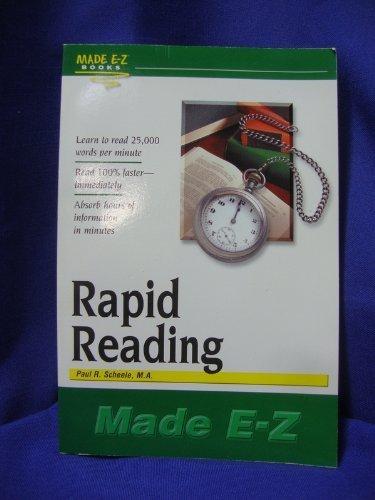 MADE E-Z
BOOKS
Learn to read 25,000
words per minute
Read 100% faster—
immediately
Absorb hours of
information
in minutes
Rapid
Reading
Paul R. Scheele, M.A.
Made E-Z